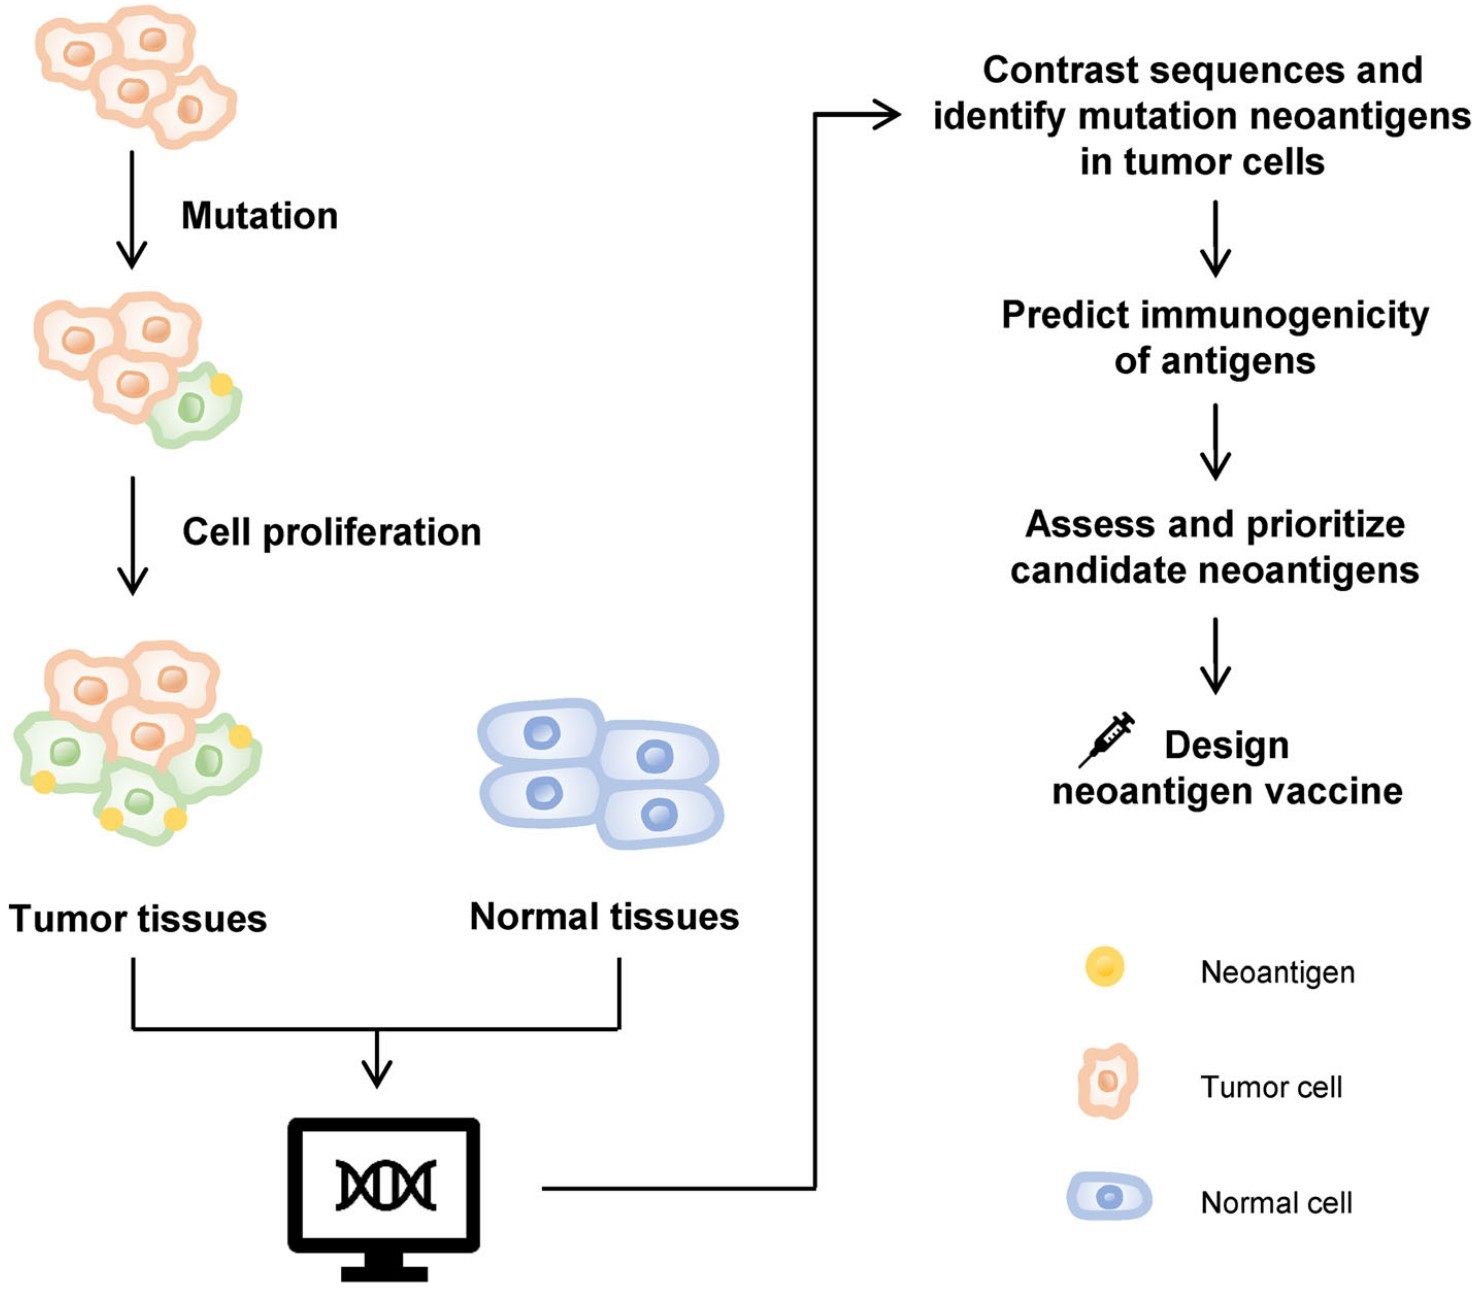 Mutation
Cell proliferation
Tumor tissues
Normal tissues
Contrast sequences and
identify mutation neoantigens
in tumor cells
Predict immunogenicity
of antigens
Assess and prioritize
candidate neoantigens
Design
neoantigen vaccine
Neoantigen
Tumor cell
Normal cell